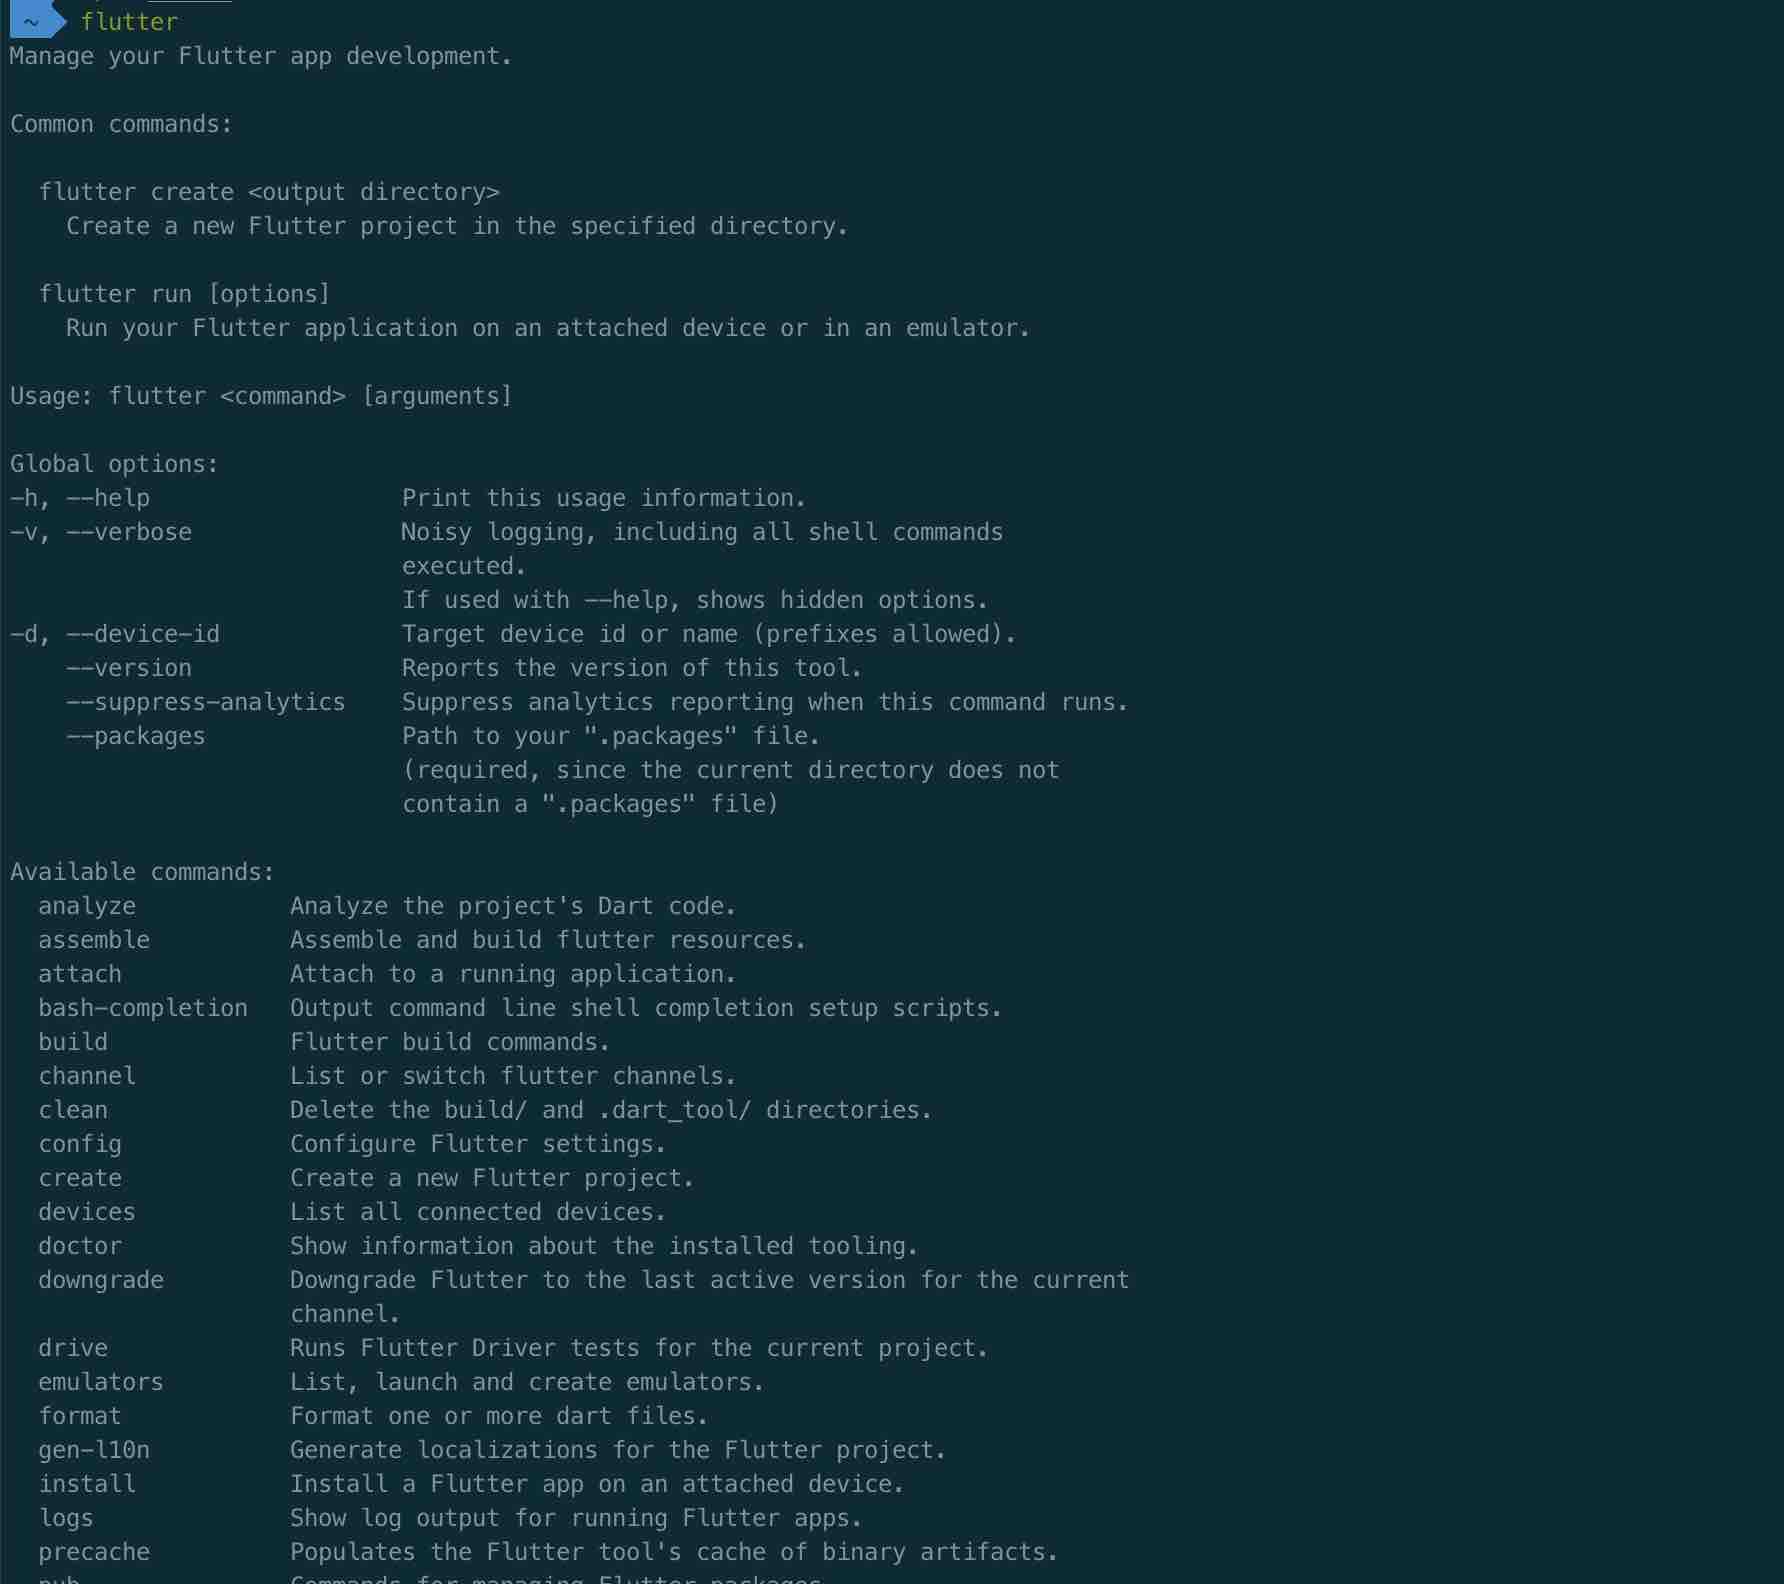 ~ flutter
Manage your Flutter app development.
Common commands:
flutter create <output directory>
Create a new Flutter project in the specified directory.
flutter run [options]
Run your Flutter application on an attached device or in an emulator.
Usage: flutter <command> [arguments]
Global options:
-h, --help Print this usage information.
-v, --verbose Noisy logging, including all shell commands
executed.
If used with --help, shows hidden options.
-d, --device-id Target device id or name (prefixes allowed).
--version Reports the version of this tool.
--suppress-analytics Suppress analytics reporting when this command runs.
--packages Path to your ".packages" file.
(required, since the current directory does not
contain a ".packages" file)
Available commands:
analyze Analyze the project's Dart code.
assemble Assemble and build flutter resources.
attach Attach to a running application.
bash-completion Output command line shell completion setup scripts.
build Flutter build commands.
channel List or switch flutter channels.
clean Delete the build/ and .dart_tool/ directories.
config Configure Flutter settings.
create Create a new Flutter project.
devices List all connected devices.
doctor Show information about the installed tooling.
downgrade Downgrade Flutter to the last active version for the current
channel.
drive Runs Flutter Driver tests for the current project.
emulators List, launch and create emulators.
format Format one or more dart files.
gen-l10n Generate localizations for the Flutter project.
install Install a Flutter app on an attached device.
logs Show log output for running Flutter apps.
precache Populates the Flutter tool's cache of binary artifacts.
pub Commands for managing Flutter packages.